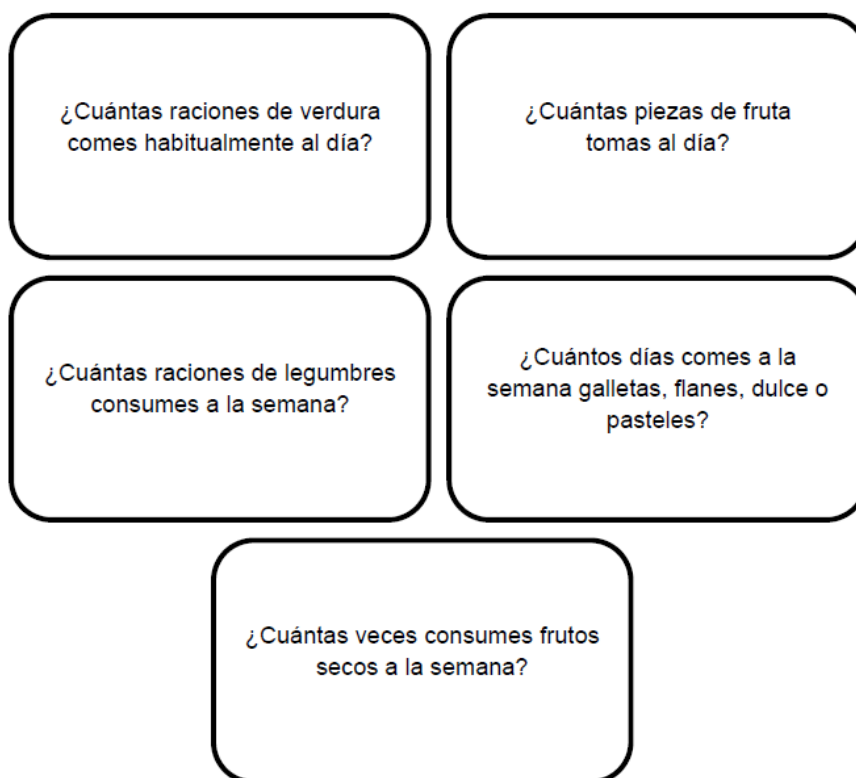 ¿Cuántas raciones de verdura
comes habitualmente al día?
¿Cuántas piezas de fruta
tomas al día?
¿Cuántas raciones de legumbres
consumes a la semana?
¿Cuántos días comes a la
semana galletas, flanes, dulce o
pasteles?
¿Cuántas veces consumes frutos
secos a la semana?